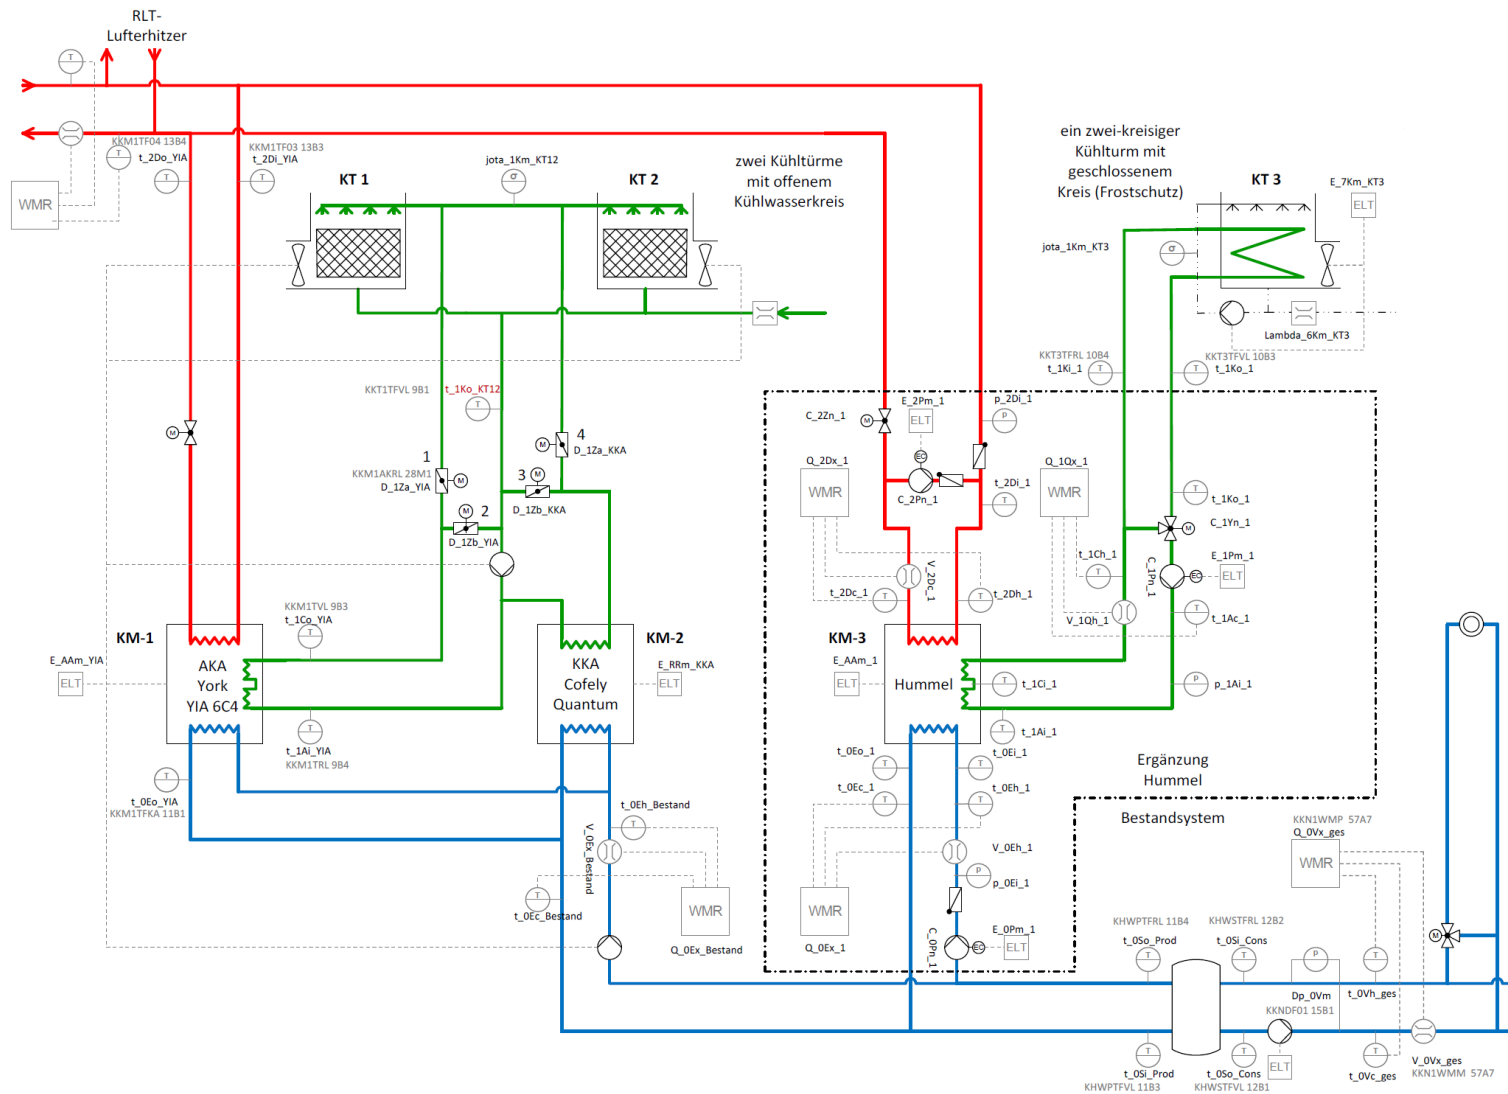 RLT-
Lufterhitzer
T
KKM1TF04 13B4
T
t_2Do_YIA
T
KKM1TF03 13B3
t_2Di_YIA
T
WMR
KT 1
jota_1Km_KT12
σ
KT 2
zwei Kühltürme
mit offenem
Kühlwasserkreis
ein zwei-kreisiger
Kühlturm mit
geschlossenem
Kreis (Frostschutz)
KT 3
E_7Km_KT3
ELT
jota_1Km_KT3
σ
Lambda_6Km_KT3
KKT3TFRL 10B4
t_1Ki_1
T
KKT3TFVL 10B3
t_1Ko_1
T
KKT1TFVL 9B1
t_1Ko_KT12
T
M
1
KKM1AKRL 28M1
D_1Za_YIA
M
4
M
D_1Za_KKA
3
M
D_1Zb_KKA
M
2
D_1Zb_YIA
C_2Zn_1
M
E_2Pm_1
ELT
EC
C_2Pn_1
p_2Di_1
P
t_2Di_1
T
Q_2Dx_1
WMR
Q_1Qx_1
WMR
t_1Ko_1
T
C_1Yn_1
M
t_1Ch_1
T
C_1Pn_1
EC
E_1Pm_1
ELT
V_1Qh_1
t_1Ac_1
T
V_2Dc_1
t_2Dc_1
T
t_2Dh_1
T
KM-1
AKA
York
YIA 6C4
E_AAm_YIA
ELT
KKM1TVL 9B3
t_1Co_YIA
T
T
t_1Ai_YIA
KKM1TRL 9B4
KM-2
KKA
Cofely
Quantum
E_RRm_KKA
ELT
KM-3
Hummel
E_AAm_1
ELT
t_1Ci_1
T
p_1Ai_1
P
t_1Ai_1
T
T
t_0Eo_YIA
KKM1TFKA 11B1
t_0Eh_Bestand
T
V_0Ex_Bestand
T
t_0Ec_Bestand
WMR
Q_0Ex_Bestand
t_0Eo_1
T
t_0Ec_1
T
t_0Ei_1
T
t_0Eh_1
T
V_0Eh_1
P
p_0Ei_1
WMR
Q_0Ex_1
C_0Pn_1
EC
E_0Pm_1
ELT
Ergänzung
Hummel
Bestandsystem
KKN1WMP 57A7
Q_0Vx_ges
WMR
M
KHWPTFRL 11B4
t_0So_Prod
T
KHWSTFRL 12B2
t_0Si_Cons
T
P
Dp_0Vm
KKNDF01 15B1
T
t_0Vh_ges
T
t_0Si_Prod
KHWPTFVL 11B3
T
t_0So_Cons
KHWSTFVL 12B1
ELT
T
t_0Vc_ges
V_0Vx_ges
KKN1WMM 57A7